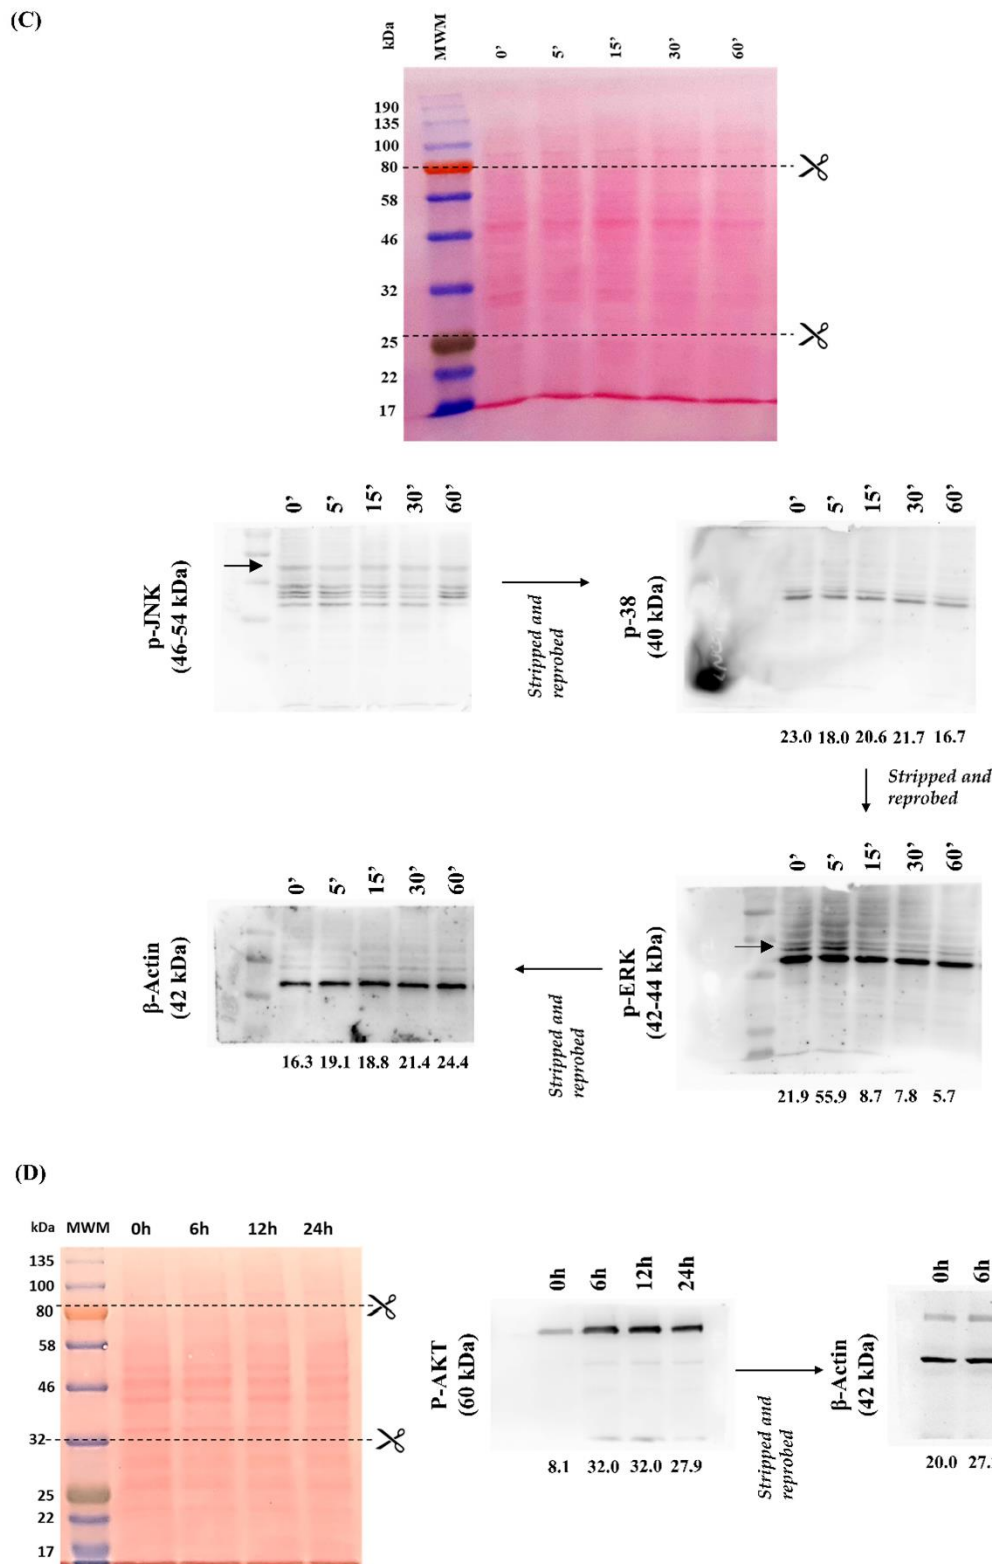 (C)
kDa MWM 0’ 5’ 15’ 30’ 60’
190
135
100
80
58
46
32
25
22
17
0’ 5’ 15’ 30’ 60’
p-JNK
(46-54 kDa)
Stripped and
reprobed
0’ 5’ 15’ 30’ 60’
p-38
(40 kDa)
23.0 18.0 20.6 21.7 16.7
Stripped and
reprobed
0’ 5’ 15’ 30’ 60’
p-ERK
(42-44 kDa)
21.9 55.9 8.7 7.8 5.7
Stripped and
reprobed
0’ 5’ 15’ 30’ 60’
β-Actin
(42 kDa)
16.3 19.1 18.8 21.4 24.4
(D)
kDa MWM 0h 6h 12h 24h
135
100
80
58
46
32
25
22
17
0h 6h 12h 24h
P-AKT
(60 kDa)
8.1 32.0 32.0 27.9
Stripped and
reprobed
0h 6h
β-Actin
(42 kDa)
20.0 27.